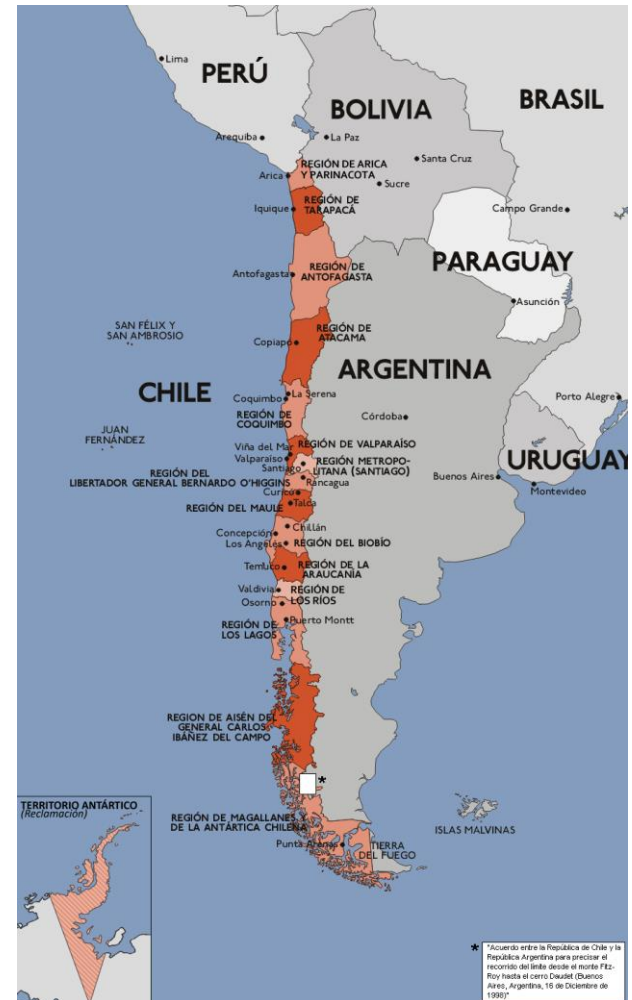 Lima
PERÚ
BOLIVIA
BRASIL
Arequiba
La Paz
Santa Cruz
Sucre
Arica
REGIÓN DE ARICA
Y PARINACOTA
Iquique
REGIÓN DE
TARAPACÁ
Campo Grande
PARAGUAY
Antofagasta
REGIÓN DE
ANTOFAGASTA
Asunción
SAN FÉLIX Y
SAN AMBROSIO
Copiapó
REGIÓN DE
ATACAMA
ARGENTINA
CHILE
Coquimbo
La Serena
REGIÓN DE
COQUIMBO
Córdoba
Porto Alegre
JUAN
FERNÁNDEZ
Viña del Mar
Valparaíso
REGIÓN DE VALPARAÍSO
Santiago
REGIÓN METROPO-
LITANA (SANTIAGO)
URUGUAY
Buenos Aires
Montevideo
REGIÓN DEL
LIBERTADOR GENERAL BERNARDO O'HIGGINS
Rancagua
Curicó
REGIÓN DEL MAULE
Talca
Chillán
Concepción
Los Angeles
REGIÓN DEL BIOBÍO
Temuco
REGIÓN DE LA
ARAUCANÍA
Valdivia
REGIÓN DE
LOS RÍOS
Osorno
Puerto Montt
REGIÓN DE
LOS LAGOS
REGION DE AISÉN DEL
GENERAL CARLOS
IBÁÑEZ DEL CAMPO
*
TERRITORIO ANTÁRTICO
(Reclamación)
REGIÓN DE MAGALLANES Y
DE LA ANTÁRTICA CHILENA
Punta Arenas
TIERRA
DEL FUEGO
ISLAS MALVINAS
* "Acuerdo entre la República de Chile y la
República Argentina para precisar el
recorrido del límite desde el monte Fitz-
Roy hasta el cerro Daudet (Buenos
Aires, Argentina, 16 de Diciembre de
1998)"